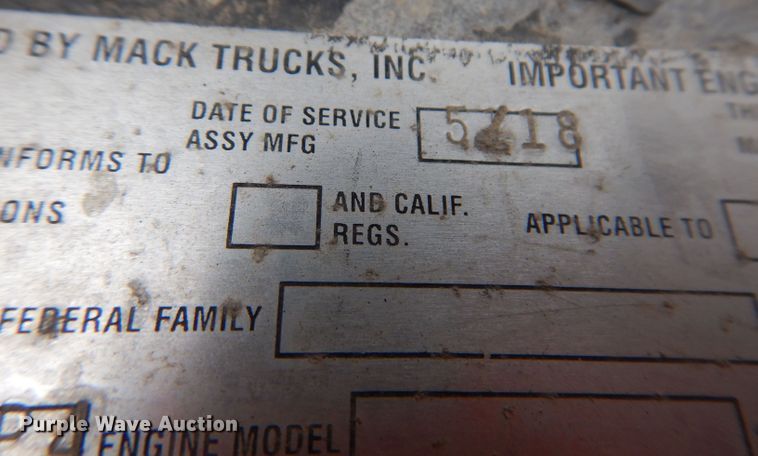 D BY MACK TRUCKS, INC. IMPORTANT ENG
DATE OF SERVICE
ASSY MFG
18
NFORMS TO
ONS
AND CALIF.
REGS.
APPLICABLE TO
FEDERAL FAMILY
ENGINE MODEL
Purple Wave Auction